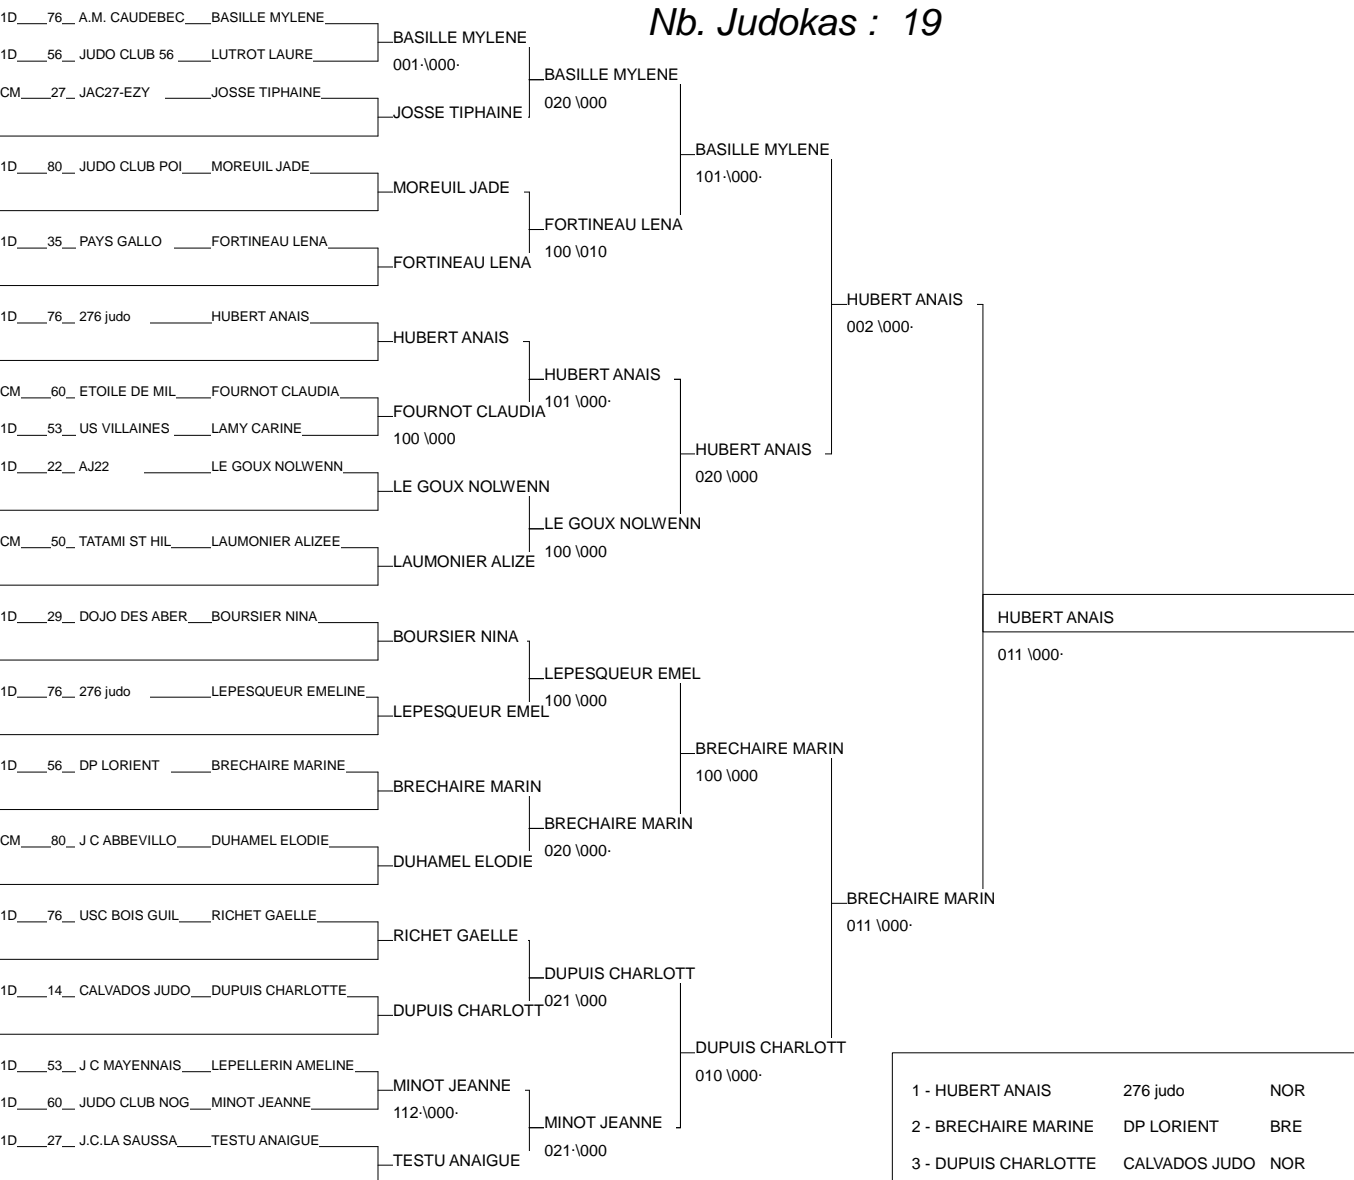 Nb. Judokas : 19
1D 76 A.M. CAUDEBEC BASILLE MYLENE
BASILLE MYLENE
1D 56 JUDO CLUB 56 LUTROT LAURE
001·\000·
BASILLE MYLENE
CM 27 JAC27-EZY JOSSE TIPHAINE
020 \000
JOSSE TIPHAINE
BASILLE MYLENE
1D 80 JUDO CLUB POI MOREUIL JADE
101·\000·
MOREUIL JADE
FORTINEAU LENA
1D 35 PAYS GALLO FORTINEAU LENA
100 \010
FORTINEAU LENA
HUBERT ANAIS
1D 76 276 judo HUBERT ANAIS
002 \000·
HUBERT ANAIS
HUBERT ANAIS
CM 60 ETOILE DE MIL FOURNOT CLAUDIA
101 \000·
FOURNOT CLAUDIA
1D 53 US VILLAINES LAMY CARINE
100 \000
HUBERT ANAIS
1D 22 AJ22 LE GOUX NOLWENN
020 \000
LE GOUX NOLWENN
LE GOUX NOLWENN
CM 50 TATAMI ST HIL LAUMONIER ALIZEE
100 \000
LAUMONIER ALIZE
1D 29 DOJO DES ABER BOURSIER NINA
HUBERT ANAIS
BOURSIER NINA
011 \000·
LEPESQUEUR EMEL
1D 76 276 judo LEPESQUEUR EMELINE
100 \000
LEPESQUEUR EMEL
BRECHAIRE MARIN
1D 56 DP LORIENT BRECHAIRE MARINE
100 \000
BRECHAIRE MARIN
BRECHAIRE MARIN
CM 80 J C ABBEVILLO DUHAMEL ELODIE
020 \000·
DUHAMEL ELODIE
BRECHAIRE MARIN
1D 76 USC BOIS GUIL RICHET GAELLE
011 \000·
RICHET GAELLE
DUPUIS CHARLOTT
1D 14 CALVADOS JUDO DUPUIS CHARLOTTE
021 \000
DUPUIS CHARLOTT
DUPUIS CHARLOTT
1D 53 J C MAYENNAIS LEPELLERIN AMELINE
010 \000·
MINOT JEANNE
1D 60 JUDO CLUB NOG MINOT JEANNE
112·\000·
MINOT JEANNE
1D 27 J.C.LA SAUSSA TESTU ANAIGUE
021·\000
TESTU ANAIGUE
1 - HUBERT ANAIS 276 judo NOR
2 - BRECHAIRE MARINE DP LORIENT BRE
3 - DUPUIS CHARLOTTE CALVADOS JUDO NOR